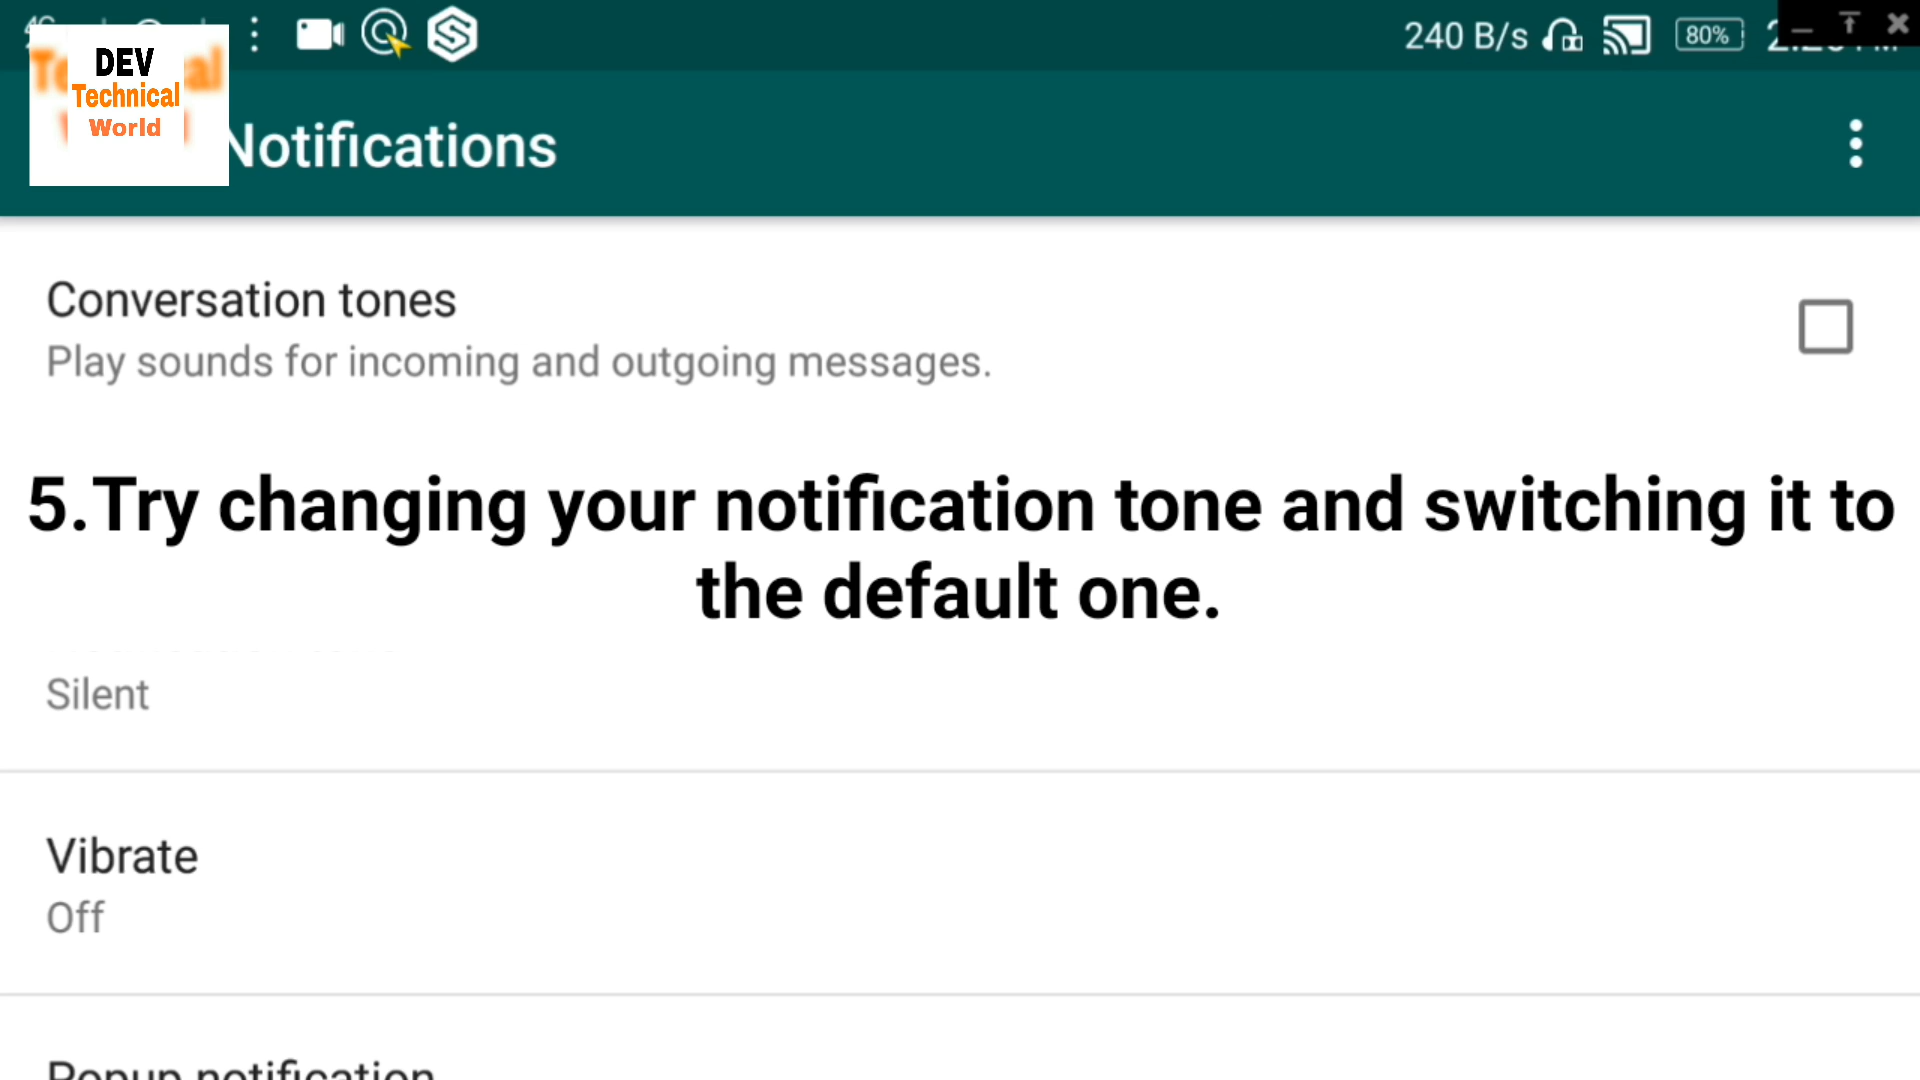 240 B/s 80%
DEV
Technical
World
Notifications
Conversation tones
Play sounds for incoming and outgoing messages.
5.Try changing your notification tone and switching it to
the default one.
Silent
Vibrate
Off
Popup notification